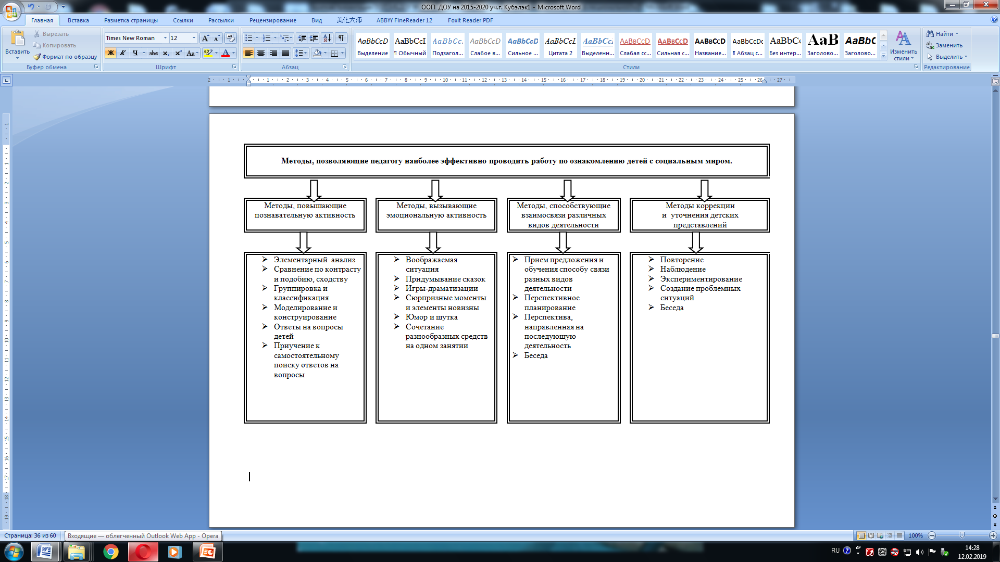 ООП  ДОУ на 2015-2020 уч.г. Кубэлэк1 - Microsoft Word
Главная Вставка Разметка страницы Ссылки Рассылки Рецензирование Вид 美化大师 ABBYY FineReader 12 Foxit Reader PDF
Вставить
Вырезать
Копировать
Формат по образцу
Буфер обмена
Times New Roman 12
Шрифт
Абзац
AaBbCcD Выделение
AaBbCcI ¶ Обычный
AaBbCc. Подзагол...
AaBbCcD Слабое в...
AaBbCcD Сильное ...
AaBbCcI Цитата 2
AaBbCcI Выделенн...
AaBbCcD Слабая сс...
AaBbCcD Сильная с...
AaBbCcD Название...
AaBbCcDc ¶ Абзац с...
AaBbCc Без интер...
AaB Заголово...
AaBbC Заголово...
Стили
Изменить
стили
Найти
Заменить
Выделить
Редактирование
Методы, позволяющие педагогу наиболее эффективно проводить работу по ознакомлению детей с социальным миром.
Методы, повышающие
познавательную активность
Методы, вызывающие
эмоциональную активность
Методы, способствующие
взаимосвязи различных
видов деятельности
Методы коррекции
и  уточнения детских
представлений
Элементарный  анализ
Сравнение по контрасту
и подобию, сходству
Группировка и
классификация
Моделирование и
конструирование
Ответы на вопросы
детей
Приучение к
самостоятельному
поиску ответов на
вопросы
Воображаемая
ситуация
Придумывание сказок
Игры-драматизации
Сюрпризные моменты
и элементы новизны
Юмор и шутка
Сочетание
разнообразных средств
на одном занятии
Прием предложения и
обучения способу связи
разных видов
деятельности
Перспективное
планирование
Перспектива,
направленная на
последующую
деятельность
Беседа
Повторение
Наблюдение
Экспериментирование
Создание проблемных
ситуаций
Беседа
Страница: 36 из 60
Входящие — облегченный Outlook Web App - Opera
100%
RU
14:28
12.02.2019